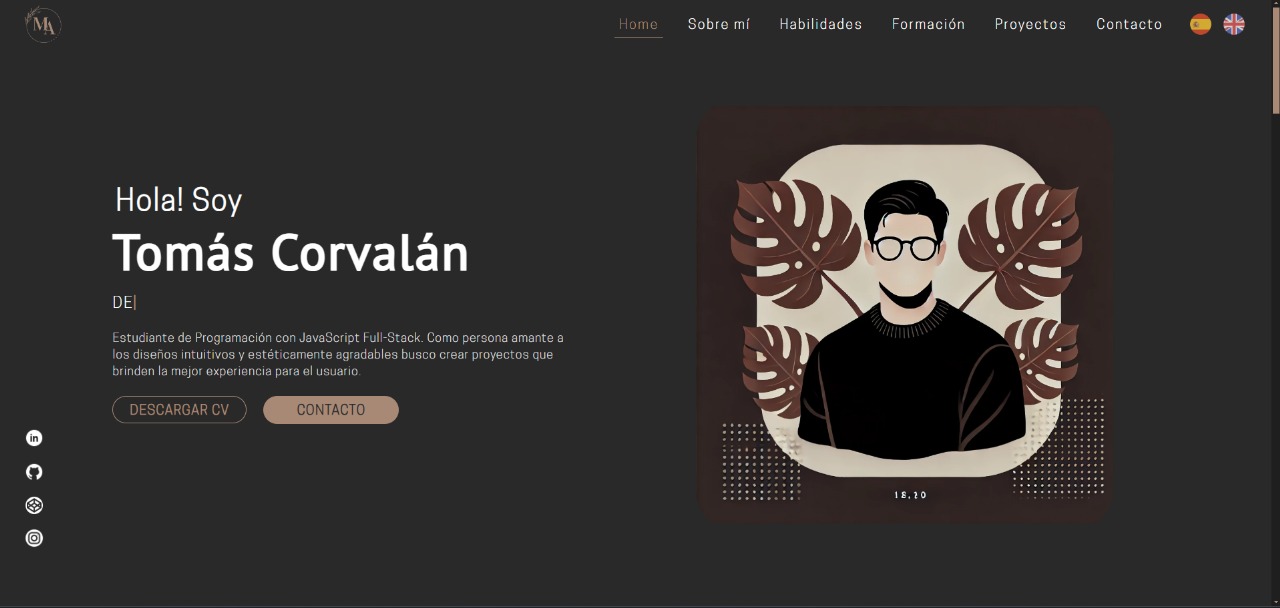 MA
Home Sobre mí Habilidades Formación Proyectos Contacto
Hola! Soy
Tomás Corvalán
DE|
Estudiante de Programación con JavaScript Full-Stack. Como persona amante a
los diseños intuitivos y estéticamente agradables busco crear proyectos que
brinden la mejor experiencia para el usuario.
DESCARGAR CV CONTACTO
in